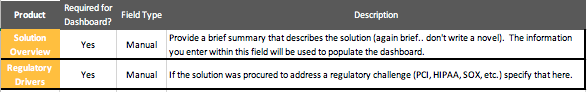 Product Required for Dashboard? Field Type Description
Solution Overview Yes Manual Provide a brief summary that describes the solution (again brief.. don't write a novel). The information
you enter within this field will be used to populate the dashboard.
Regulatory Drivers Yes Manual If the solution was procured to address a regulatory challenge (PCI, HIPAA, SOX, etc.) specify that here.